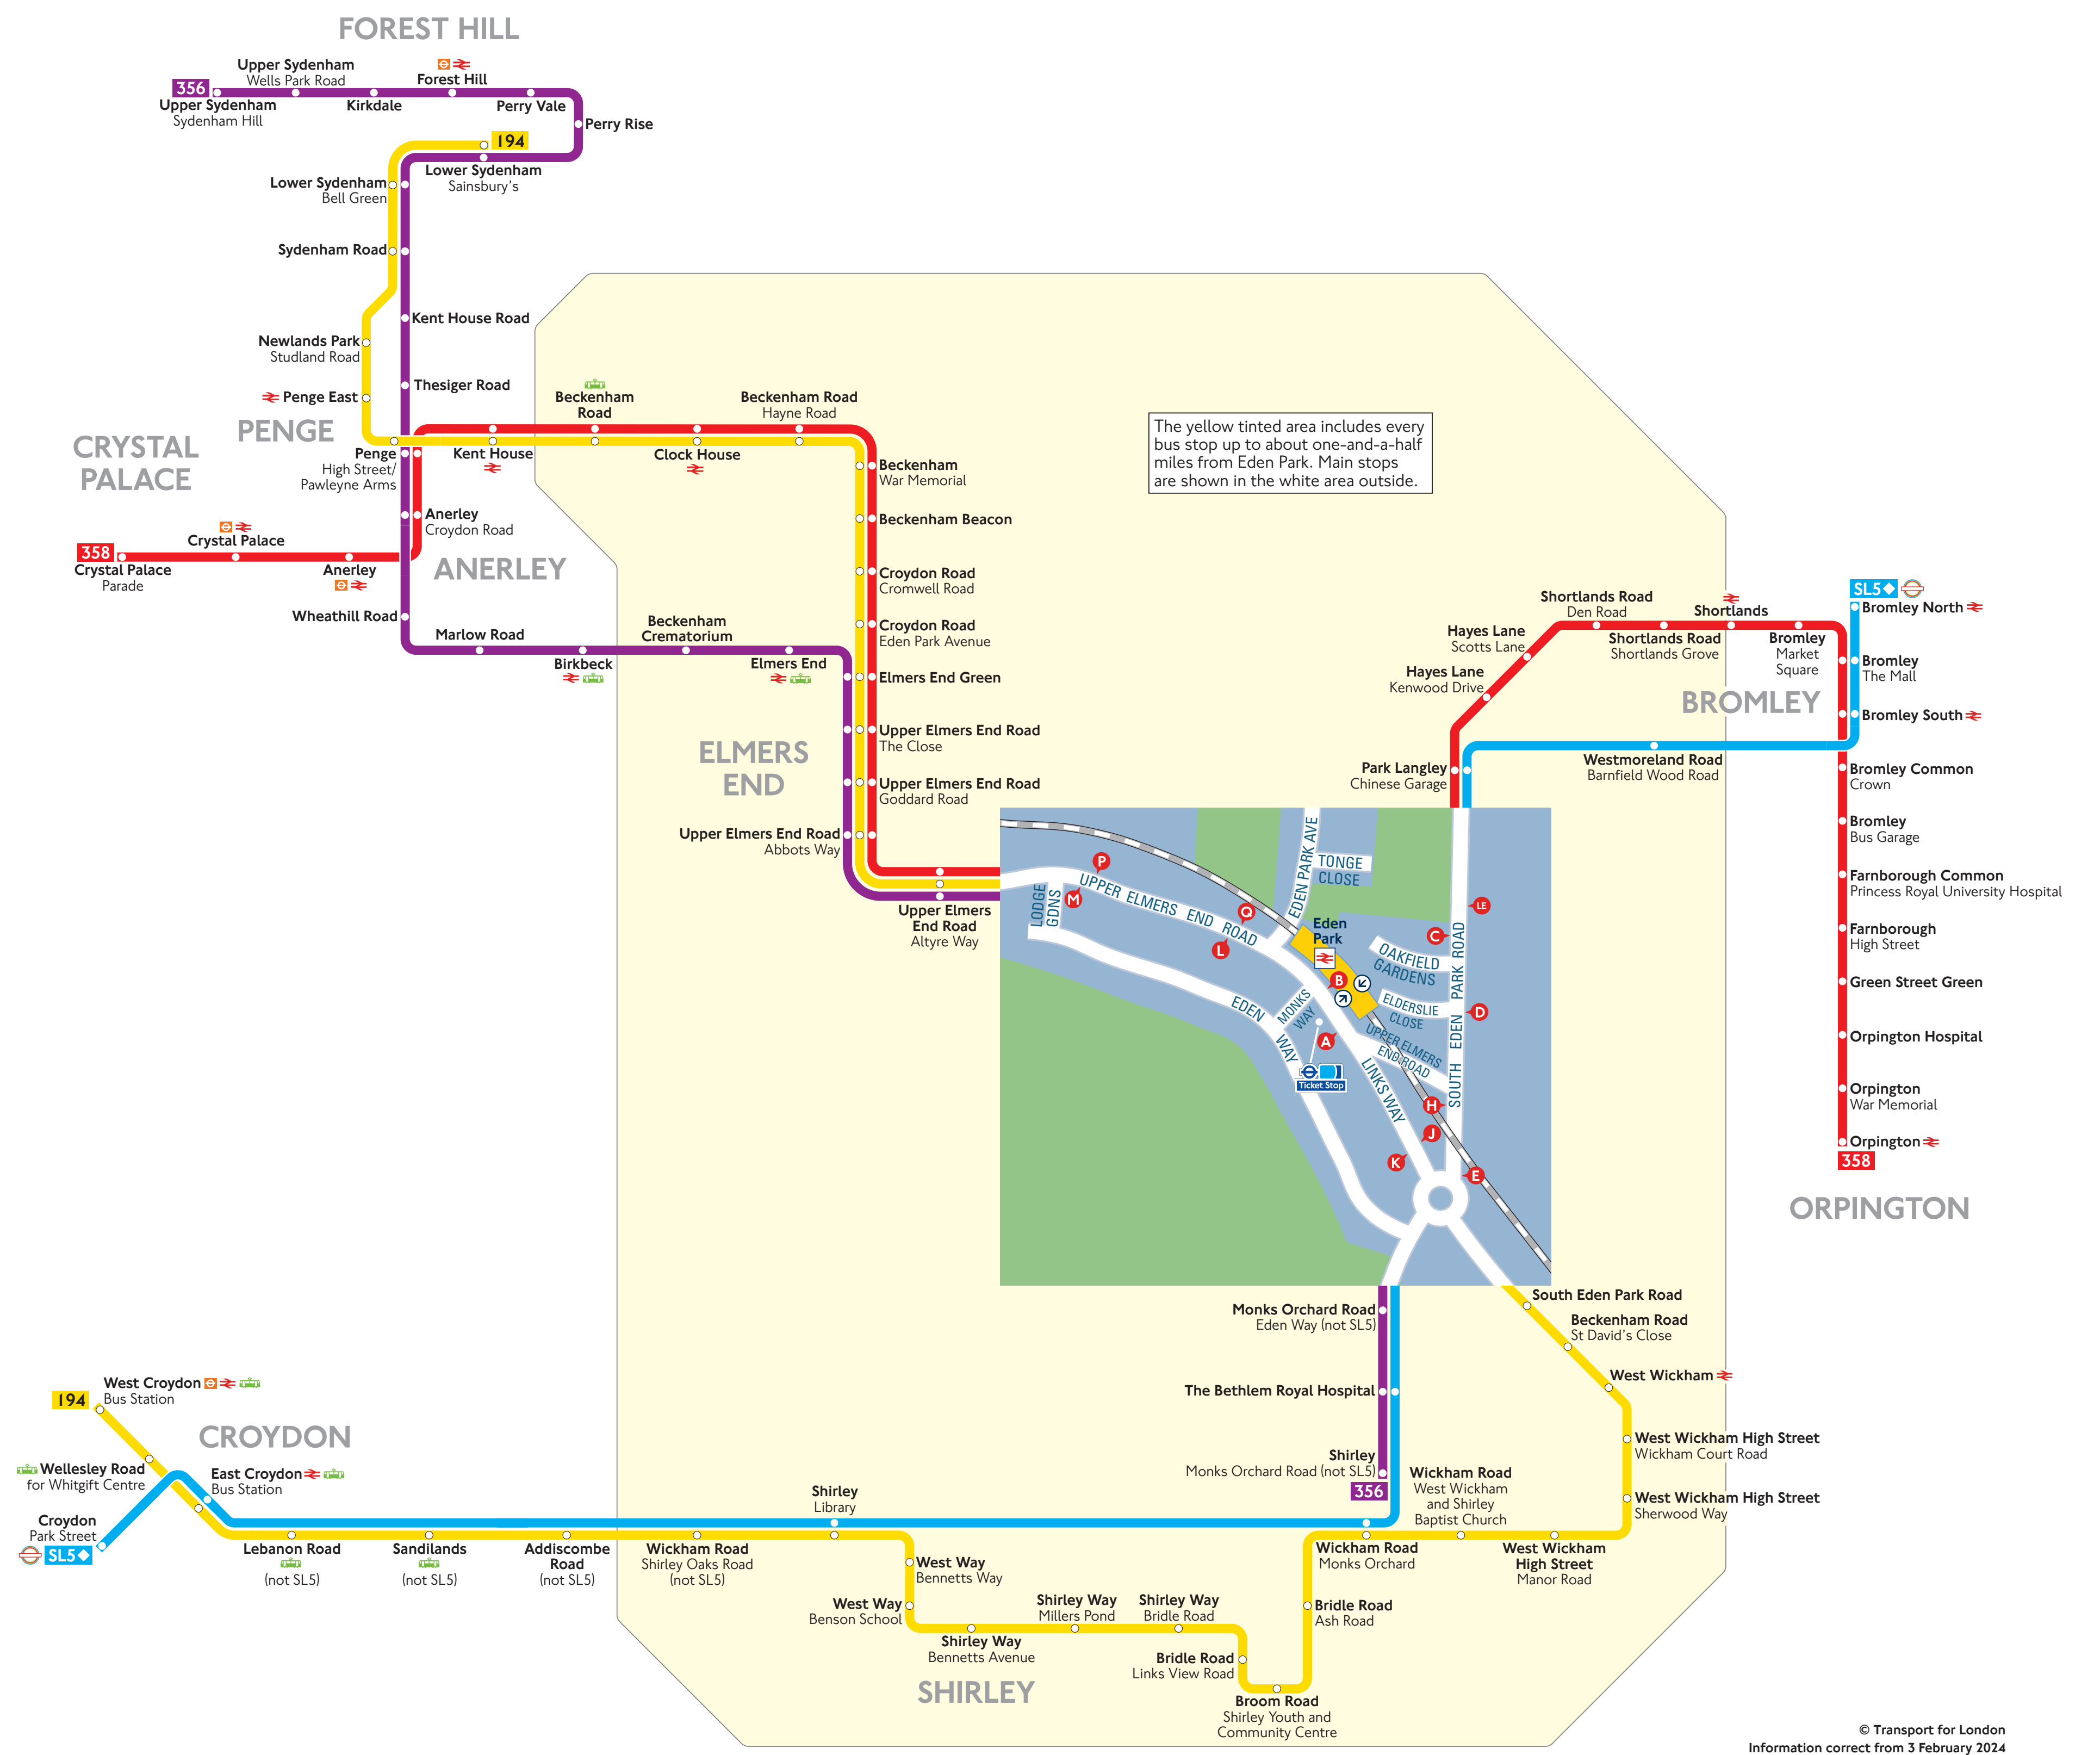 FOREST HILL
356
Upper Sydenham
Sydenham Hill
Upper Sydenham
Wells Park Road
Kirkdale
Forest Hill
Perry Vale
Perry Rise
194
Lower Sydenham
Sainsbury's
Lower Sydenham
Bell Green
Sydenham Road
Kent House Road
Newlands Park
Studland Road
Thesiger Road
Penge East
PENGE
CRYSTAL
PALACE
Penge
High Street/
Pawleyne Arms
Kent House
Beckenham
Road
Clock House
Beckenham Road
Hayne Road
Beckenham
War Memorial
Beckenham Beacon
Anerley
Croydon Road
358
Crystal Palace
Parade
Crystal Palace
Anerley
ANERLEY
Croydon Road
Cromwell Road
Croydon Road
Eden Park Avenue
Wheathill Road
Marlow Road
Birkbeck
Beckenham
Crematorium
Elmers End
Elmers End Green
ELMERS
END
Upper Elmers End Road
The Close
Upper Elmers End Road
Goddard Road
Upper Elmers End Road
Abbots Way
Upper Elmers
End Road
Altyre Way
The yellow tinted area includes every
bus stop up to about one-and-a-half
miles from Eden Park. Main stops
are shown in the white area outside.
SL5
Bromley North
Shortlands Road
Den Road
Shortlands
Hayes Lane
Scotts Lane
Shortlands Road
Shortlands Grove
Bromley
Market
Square
Bromley
The Mall
Hayes Lane
Kenwood Drive
BROMLEY
Bromley South
Park Langley
Chinese Garage
Westmoreland Road
Barnfield Wood Road
Bromley Common
Crown
Bromley
Bus Garage
Farnborough Common
Princess Royal University Hospital
Farnborough
High Street
Green Street Green
Orpington Hospital
Orpington
War Memorial
Orpington
358
ORPINGTON
EDEN PARK AVE
TONGE
CLOSE
P
M
LODGE
GDNS
UPPER ELMERS END ROAD
Q
L
Eden
Park
LE
C
OAKFIELD
GARDENS
B
ELDERSLIE
CLOSE
D
MONKS
WAY
EDEN WAY
A
UPPER ELMERS
END ROAD
Ticket Stop
LINKS WAY
SOUTH EDEN PARK ROAD
H
J
K
E
Monks Orchard Road
Eden Way (not SL5)
South Eden Park Road
Beckenham Road
St David's Close
The Bethlem Royal Hospital
West Wickham
Shirley
Monks Orchard Road (not SL5)
356
West Wickham High Street
Wickham Court Road
West Wickham High Street
Sherwood Way
Wickham Road
West Wickham
and Shirley
Baptist Church
194
West Croydon
Bus Station
CROYDON
Wellesley Road
for Whitgift Centre
East Croydon
Bus Station
Croydon
Park Street
SL5
Lebanon Road
(not SL5)
Sandilands
(not SL5)
Addiscombe
Road
(not SL5)
Wickham Road
Shirley Oaks Road
(not SL5)
Shirley
Library
Wickham Road
Monks Orchard
West Wickham
High Street
Manor Road
West Way
Bennetts Way
West Way
Benson School
Shirley Way
Bennetts Avenue
Shirley Way
Millers Pond
Shirley Way
Bridle Road
Bridle Road
Ash Road
Bridle Road
Links View Road
SHIRLEY
Broom Road
Shirley Youth and
Community Centre
© Transport for London
Information correct from 3 February 2024